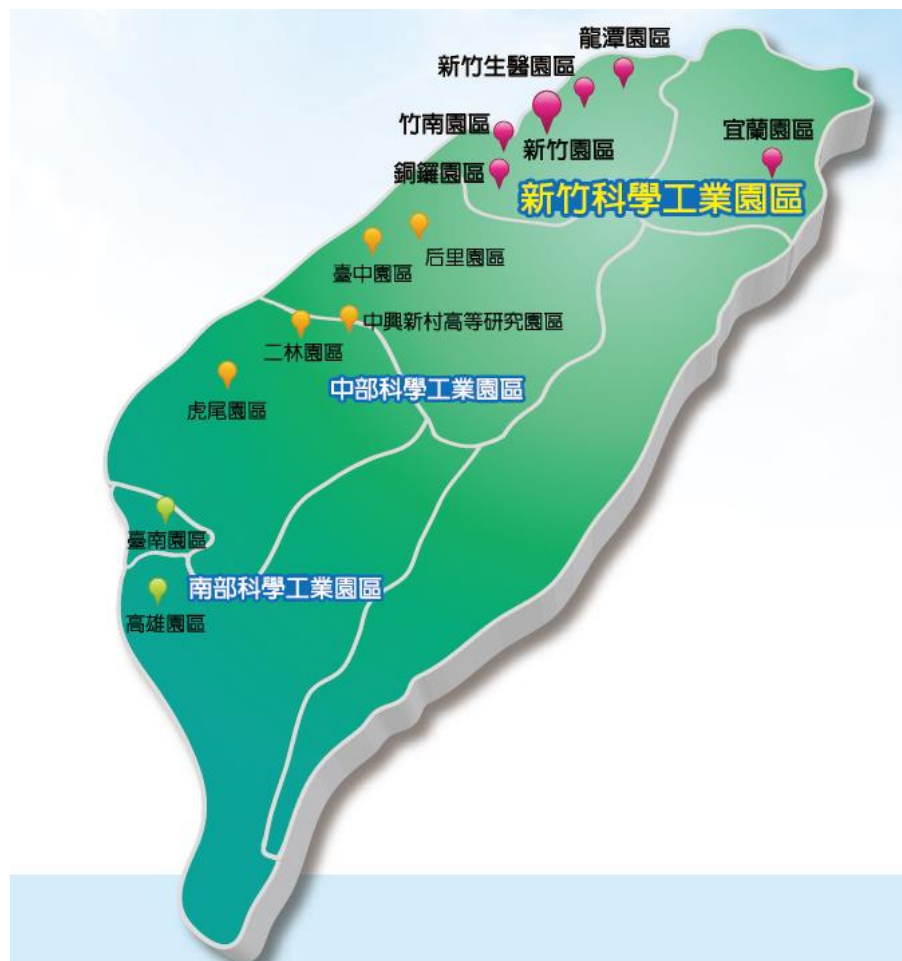 龍潭園區
新竹生醫園區
竹南園區
新竹園區
宜蘭園區
銅鑼園區
新竹科學工業園區
后里園區
臺中園區
中興新村高等研究園區
二林園區
中部科學工業園區
虎尾園區
臺南園區
南部科學工業園區
高雄園區